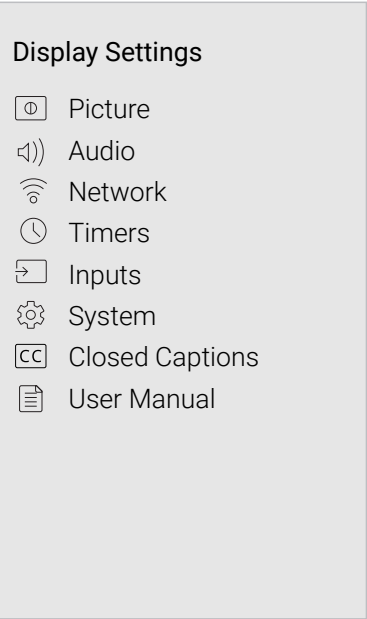 Display Settings
Picture
Audio
Network
Timers
Inputs
System
CC Closed Captions
User Manual